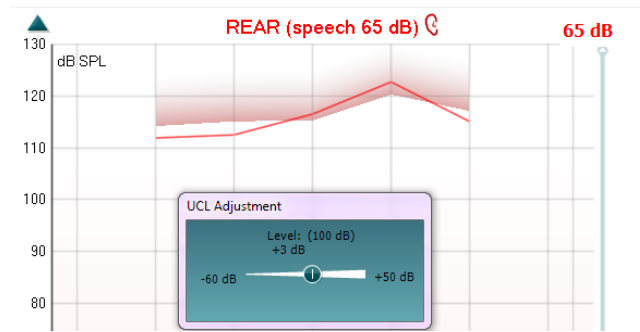 REAR (speech 65 dB)
65 dB
130
dB SPL
120
110
100
90
80
UCL Adjustment
Level: (100 dB)
+3 dB
-60 dB
+50 dB